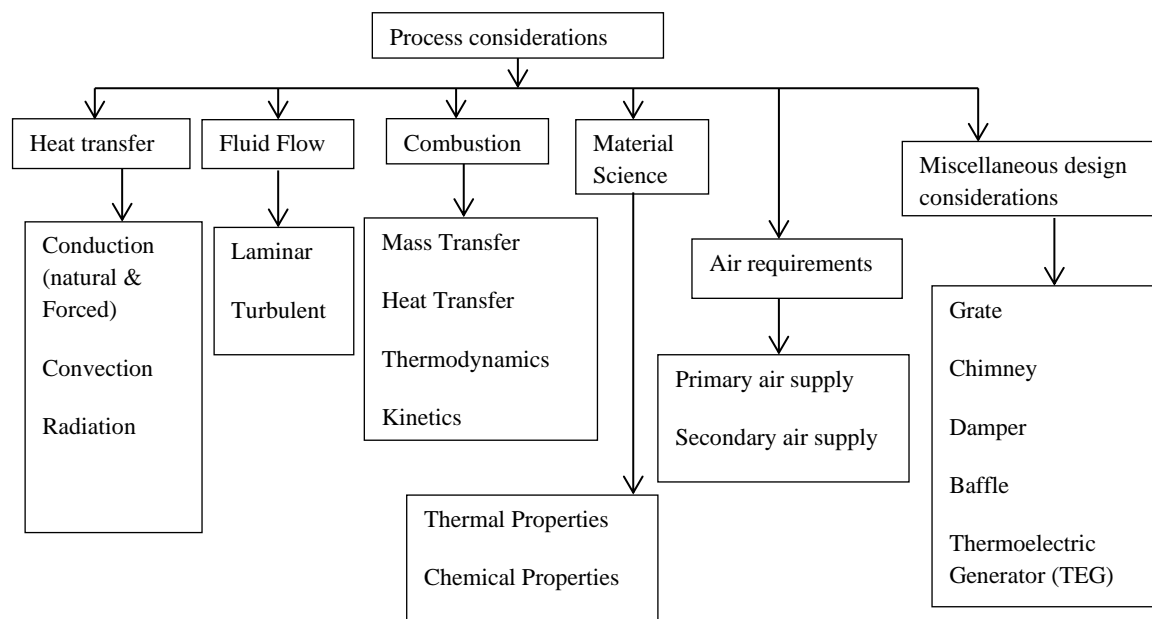 Process considerations
Heat transfer
Fluid Flow
Combustion
Material
Science
Miscellaneous design
considerations
Conduction
(natural &
Forced)
Convection
Radiation
Laminar
Turbulent
Mass Transfer
Heat Transfer
Thermodynamics
Kinetics
Thermal Properties
Chemical Properties
Air requirements
Primary air supply
Secondary air supply
Grate
Chimney
Damper
Baffle
Thermoelectric
Generator (TEG)